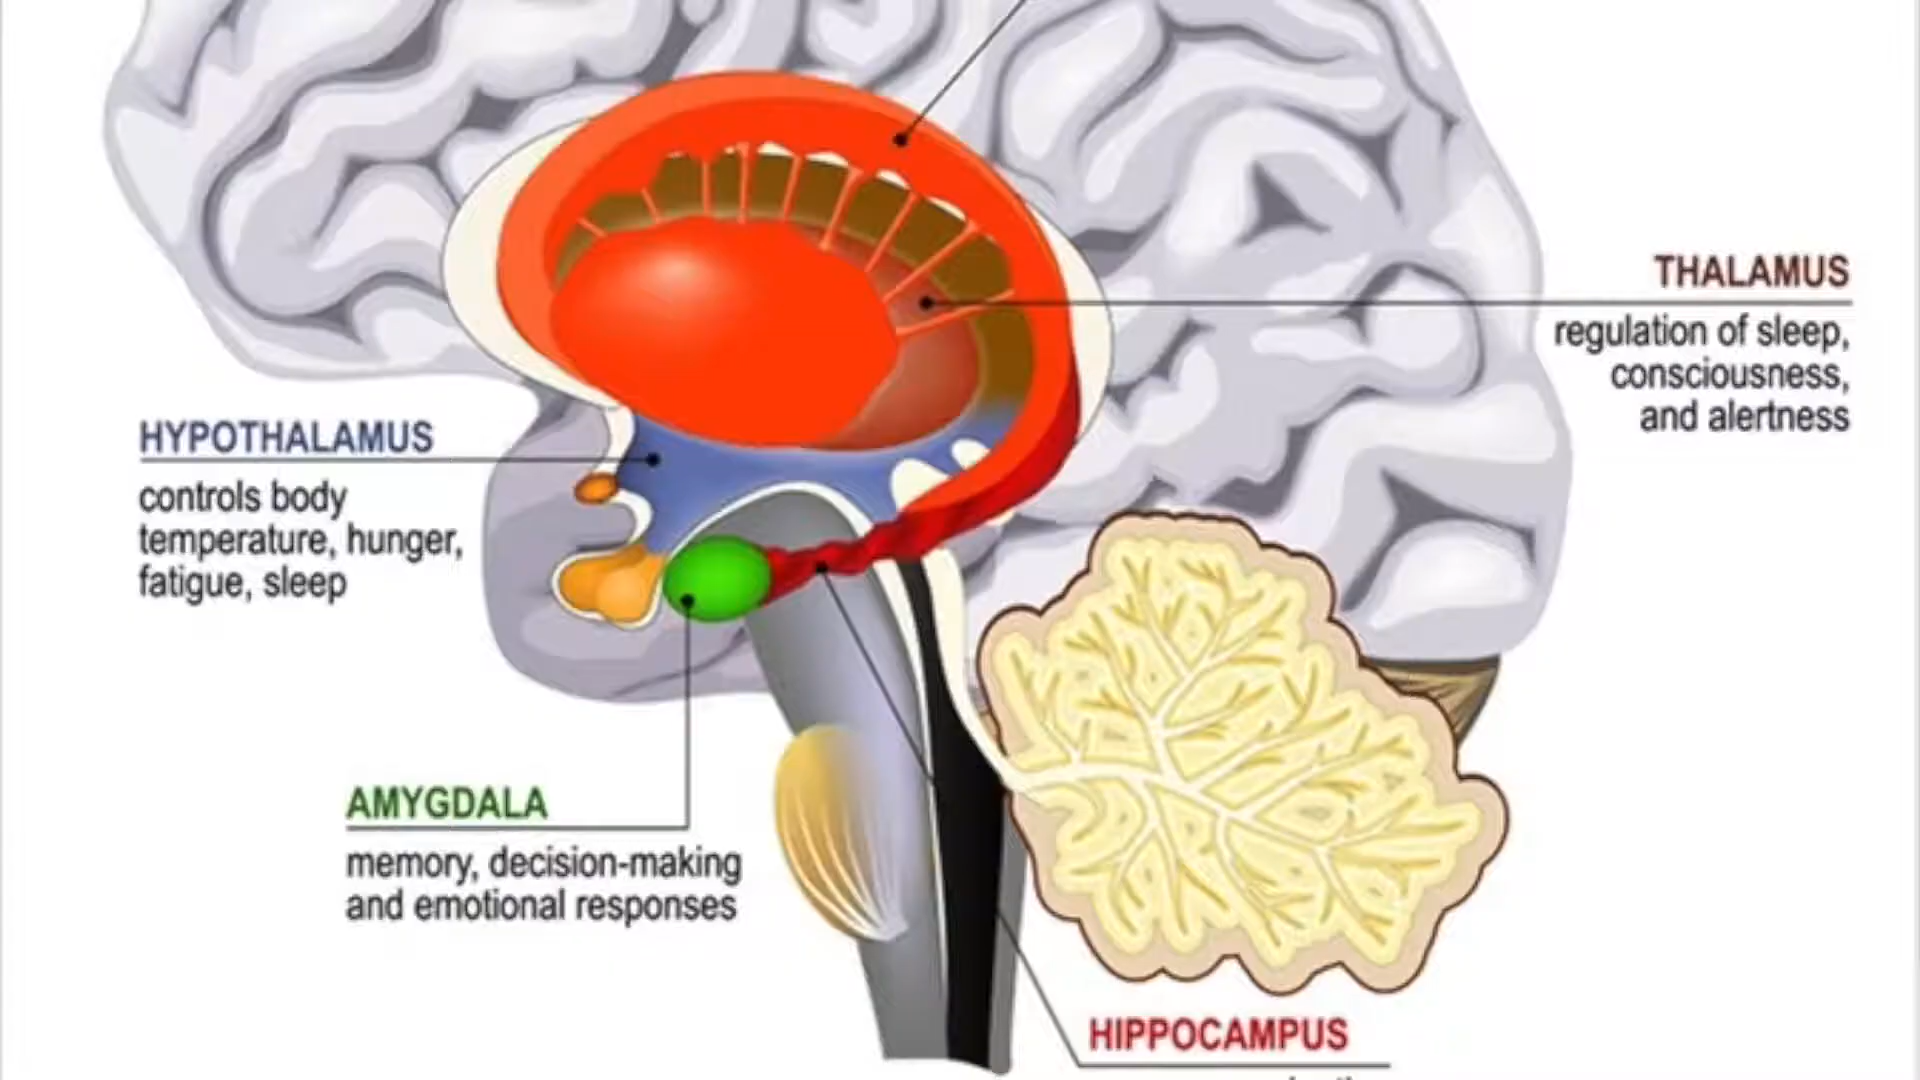 THALAMUS
regulation of sleep,
consciousness,
and alertness
HYPOTHALAMUS
controls body
temperature, hunger,
fatigue, sleep
AMYGDALA
memory, decision-making
and emotional responses
HIPPOCAMPUS